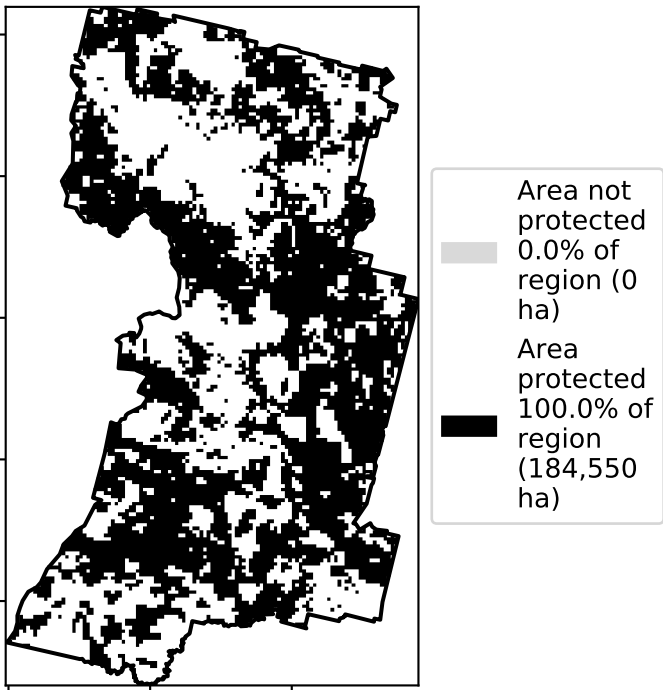 Area not
protected
0.0% of
region (0
ha)
Area
protected
100.0% of
region
(184,550
ha)